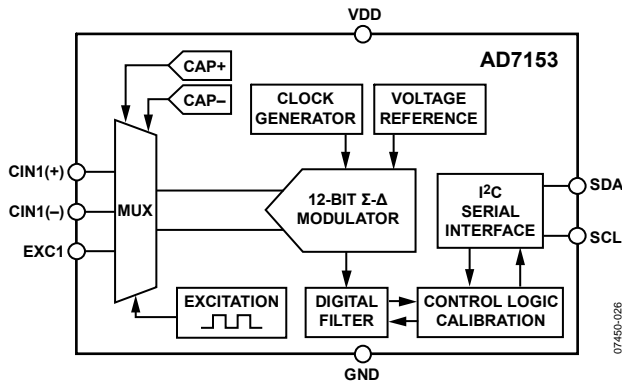 VDD
AD7153
CAP+
CAP–
CLOCK
GENERATOR
VOLTAGE
REFERENCE
CIN1(+)
CIN1(–)
EXC1
MUX
12-BIT Σ-Δ
MODULATOR
I²C
SERIAL
INTERFACE
SDA
SCL
EXCITATION
DIGITAL
FILTER
CONTROL LOGIC
CALIBRATION
GND
07450-026